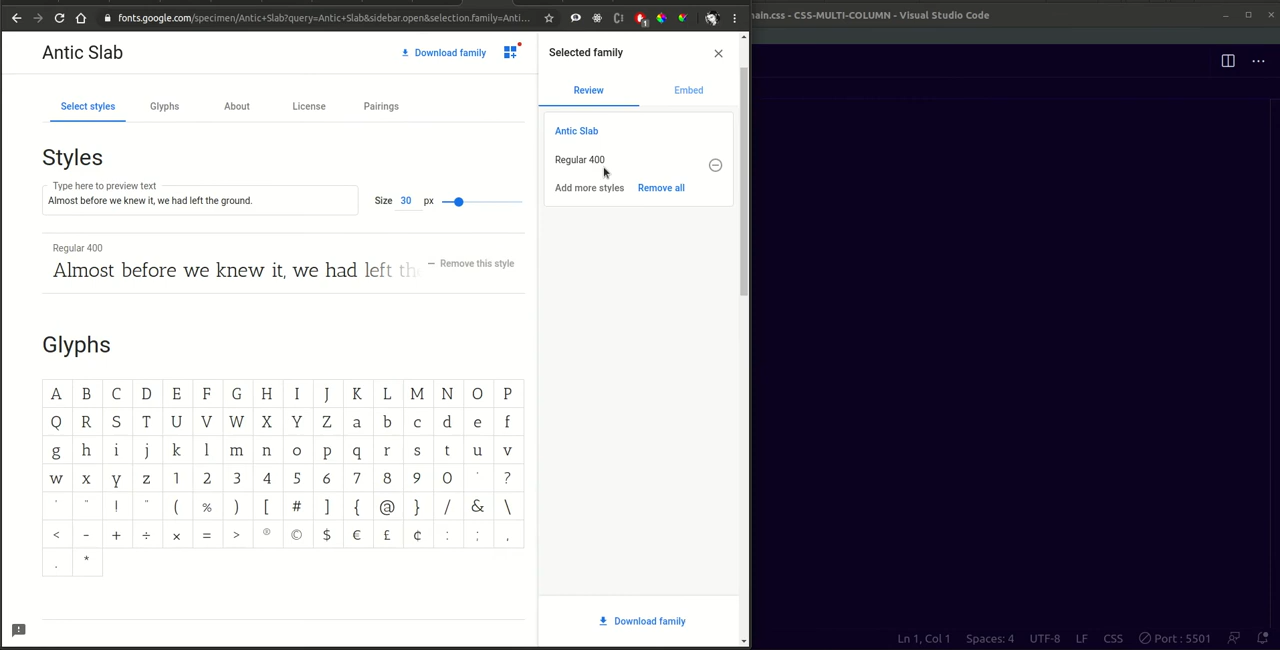 fonts.google.com/specimen/Antic+Slab?query=Antic+Slab&sidebar.open&selection.family=Anti...
ain.css - CSS-MULTI-COLUMN - Visual Studio Code
Antic Slab
Download family
Selected family
Review
Embed
Select styles
Glyphs
About
License
Pairings
Antic Slab
Regular 400
Add more styles
Remove all
Styles
Type here to preview text
Almost before we knew it, we had left the ground.
Size 30 px
Regular 400
Almost before we knew it, we had left the
Remove this style
Glyphs
A B C D E F G H I J K L M N O P
Q R S T U V W X Y Z a b c d e f
g h i j k l m n o p q r s t u v
w x y z 1 2 3 4 5 6 7 8 9 0 ' ?
' " ! " ( % ) [ # ] { @ } / & \
< - + ÷ × = > ® © $ € £ ¢ : ; ,
. *
Download family
Ln 1, Col 1
Spaces: 4
UTF-8
LF
CSS
Port : 5501